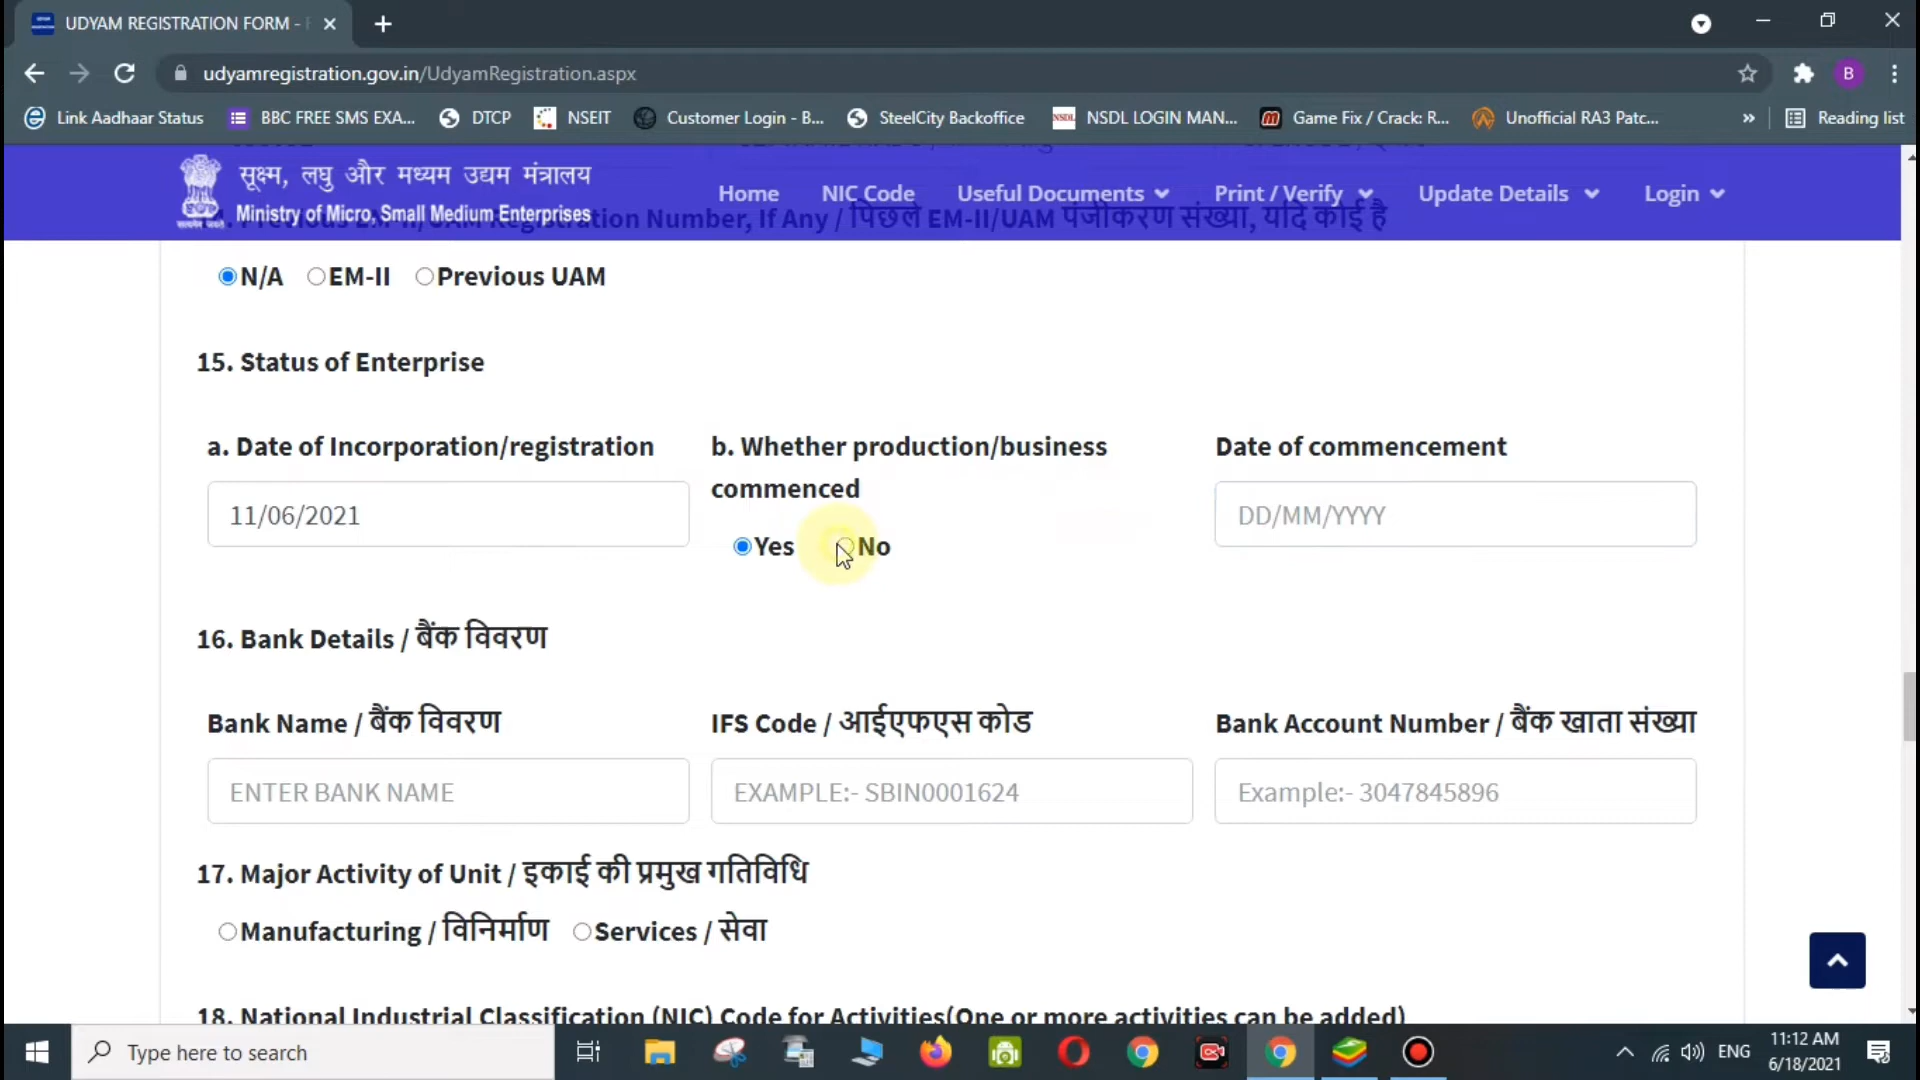 UDYAM REGISTRATION FORM -
udyamregistration.gov.in/UdyamRegistration.aspx
B
Link Aadhaar Status BBC FREE SMS EXA... DTCP NSEIT Customer Login - B... SteelCity Backoffice NSDL LOGIN MAN... Game Fix / Crack: R... Unofficial RA3 Patc... » Reading list
सूक्ष्म, लघु और मध्यम उद्यम मंत्रालय
Ministry of Micro, Small Medium Enterprises
Home NIC Code Useful Documents Print / Verify Update Details Login
Previous EM-II/UAM Registration Number, If Any / पिछले EM-II/UAM पंजीकरण संख्या, यदि कोई है
N/A EM-II Previous UAM
15. Status of Enterprise
a. Date of Incorporation/registration b. Whether production/business commenced Date of commencement
11/06/2021 DD/MM/YYYY
Yes No
16. Bank Details / बैंक विवरण
Bank Name / बैंक विवरण IFS Code / आईएफएस कोड Bank Account Number / बैंक खाता संख्या
ENTER BANK NAME EXAMPLE:- SBIN0001624 Example:- 3047845896
17. Major Activity of Unit / इकाई की प्रमुख गतिविधि
Manufacturing / विनिर्माण Services / सेवा
18. National Industrial Classification (NIC) Code for Activities(One or more activities can be added)
Type here to search
ENG
11:12 AM
6/18/2021